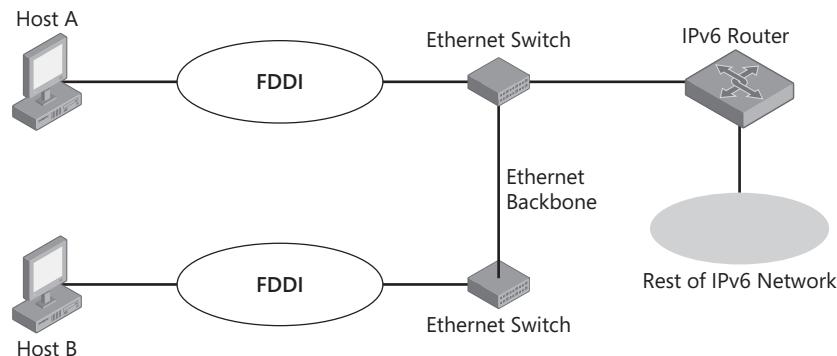 Host A
Ethernet Switch
IPv6 Router
FDDI
Ethernet
Backbone
Rest of IPv6 Network
FDDI
Ethernet Switch
Host B